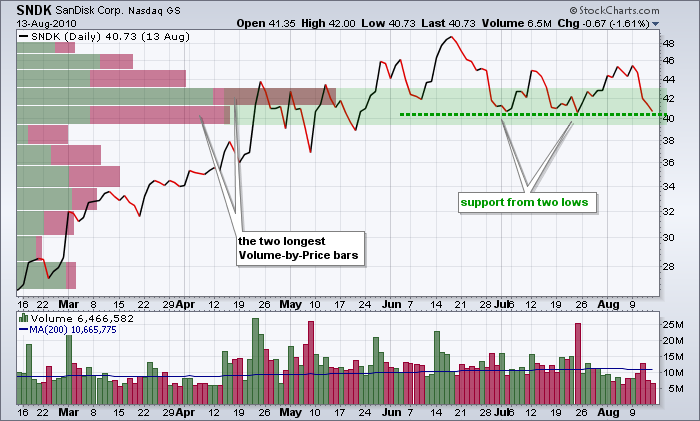 SNDK SanDisk Corp. Nasdaq GS © StockCharts.com
13-Aug-2010 Open 41.35 High 42.00 Low 40.73 Last 40.73 Volume 6.5M Chg -0.67 (-1.61%)
SNDK (Daily) 40.73 (13 Aug)
48
46
44
42
40
38
36
34
32
30
28
support from two lows
the two longest
Volume-by-Price bars
16 22 Mar 8 15 22 29 Apr 12 19 26 May 10 17 24 Jun 7 14 21 28 Jul 6 12 19 26 Aug 9
Volume 6,466,582
MA(200) 10,665,775
25M
20M
15M
10M
5M
16 22 Mar 8 15 22 29 Apr 12 19 26 May 10 17 24 Jun 7 14 21 28 Jul 6 12 19 26 Aug 9